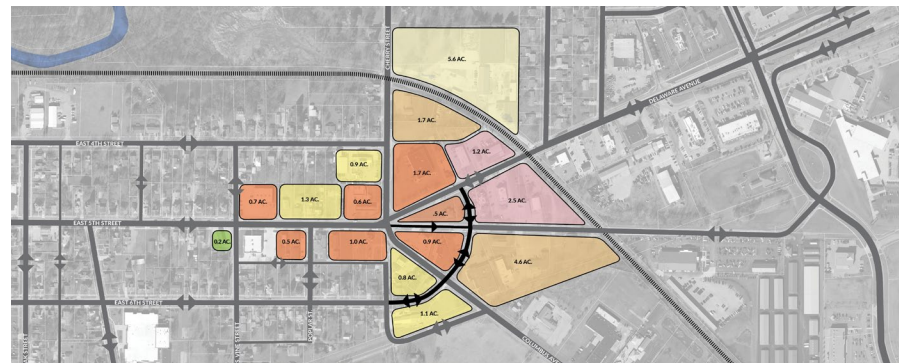 CHERRY STREET
5.6 AC.
DELAWARE AVENUE
1.7 AC.
EAST 4TH STREET
1.2 AC.
0.9 AC.
1.7 AC.
0.7 AC.
1.3 AC.
0.6 AC.
2.5 AC.
.5 AC.
EAST 5TH STREET
0.2 AC.
0.5 AC.
1.0 AC.
0.9 AC.
4.6 AC.
0.8 AC.
EAST 6TH STREET
1.1 AC.